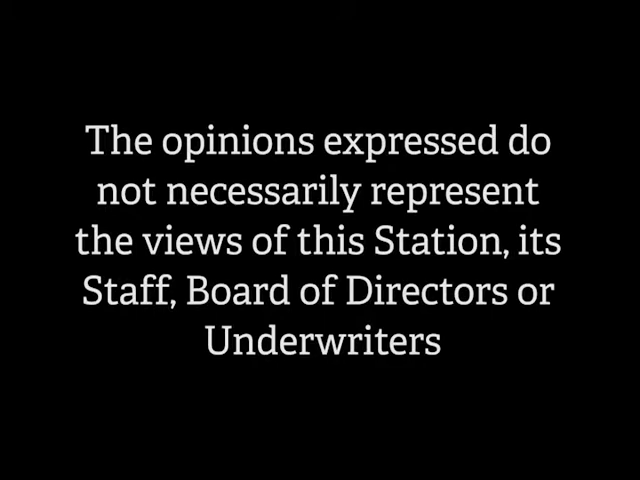 The opinions expressed do
not necessarily represent
the views of this Station, its
Staff, Board of Directors or
Underwriters